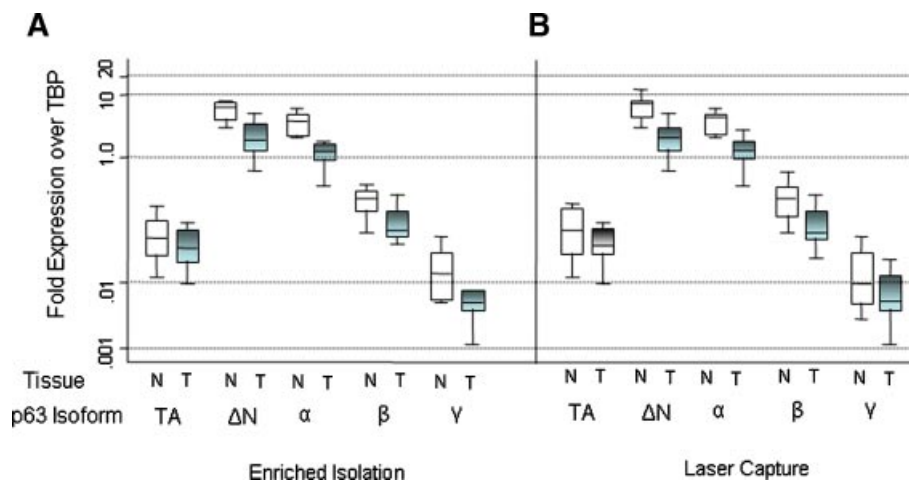 A B
Fold Expression over TBP
20
10
1.0
.01
.001
Tissue N T N T N T N T N T N T N T N T N T N T
p63 Isoform TA ΔN α β γ TA ΔN α β γ
Enriched Isolation Laser Capture